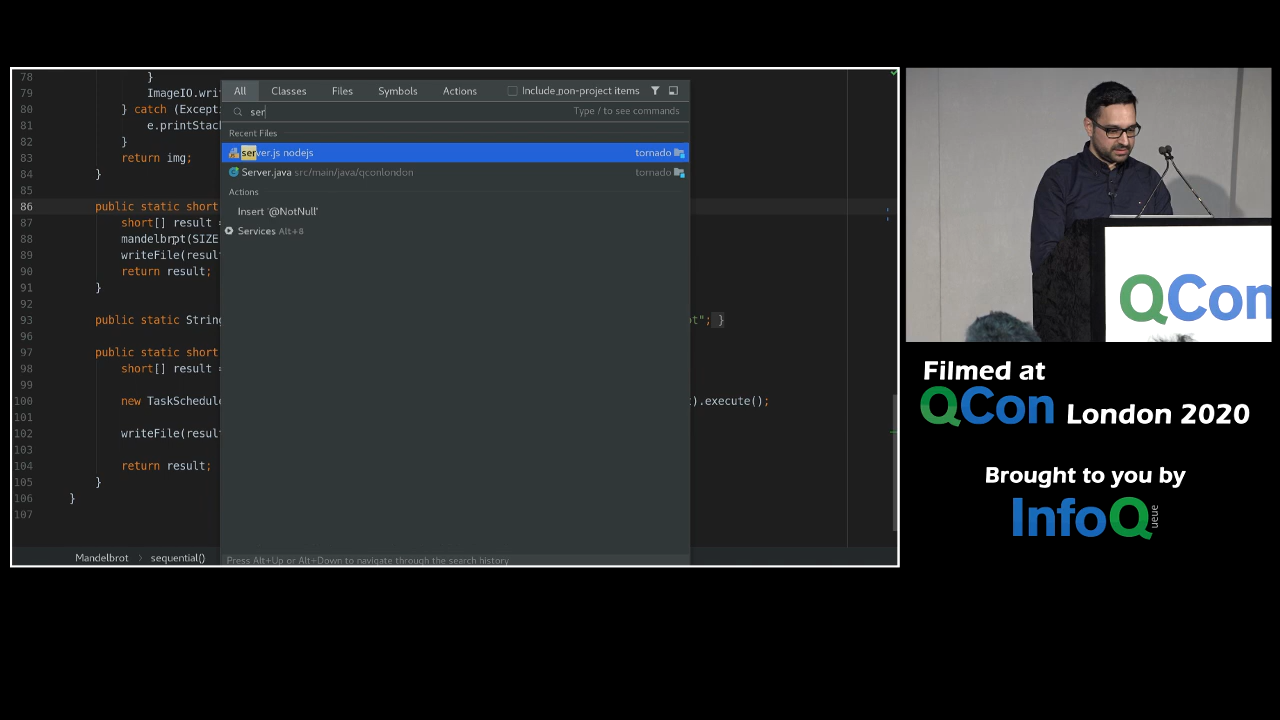 78 }
79 ImageIO.wri
80 } catch (Except
81 e.printStac
82 }
83 return img;
84 }
85
86 public static short
87 short[] result =
88 mandelbrot(SIZE
89 writeFile(resul
90 return result;
91 }
92
93 public static String t"; }
96
97 public static short
98 short[] result =
99
100 new TaskSchedule ).execute();
101
102 writeFile(resul
103
104 return result;
105 }
106 }
107
Mandelbrot > sequential()
All Classes Files Symbols Actions Include non-project items
ser Type / to see commands
Recent Files
server.js nodejs tornado
Server.java src/main/java/qconlondon tornado
Actions
Insert '@NotNull'
Services Alt+8
Press Alt+Up or Alt+Down to navigate through the search history
QCon
Filmed at
QCon London 2020
Brought to you by
InfoQ
ueue